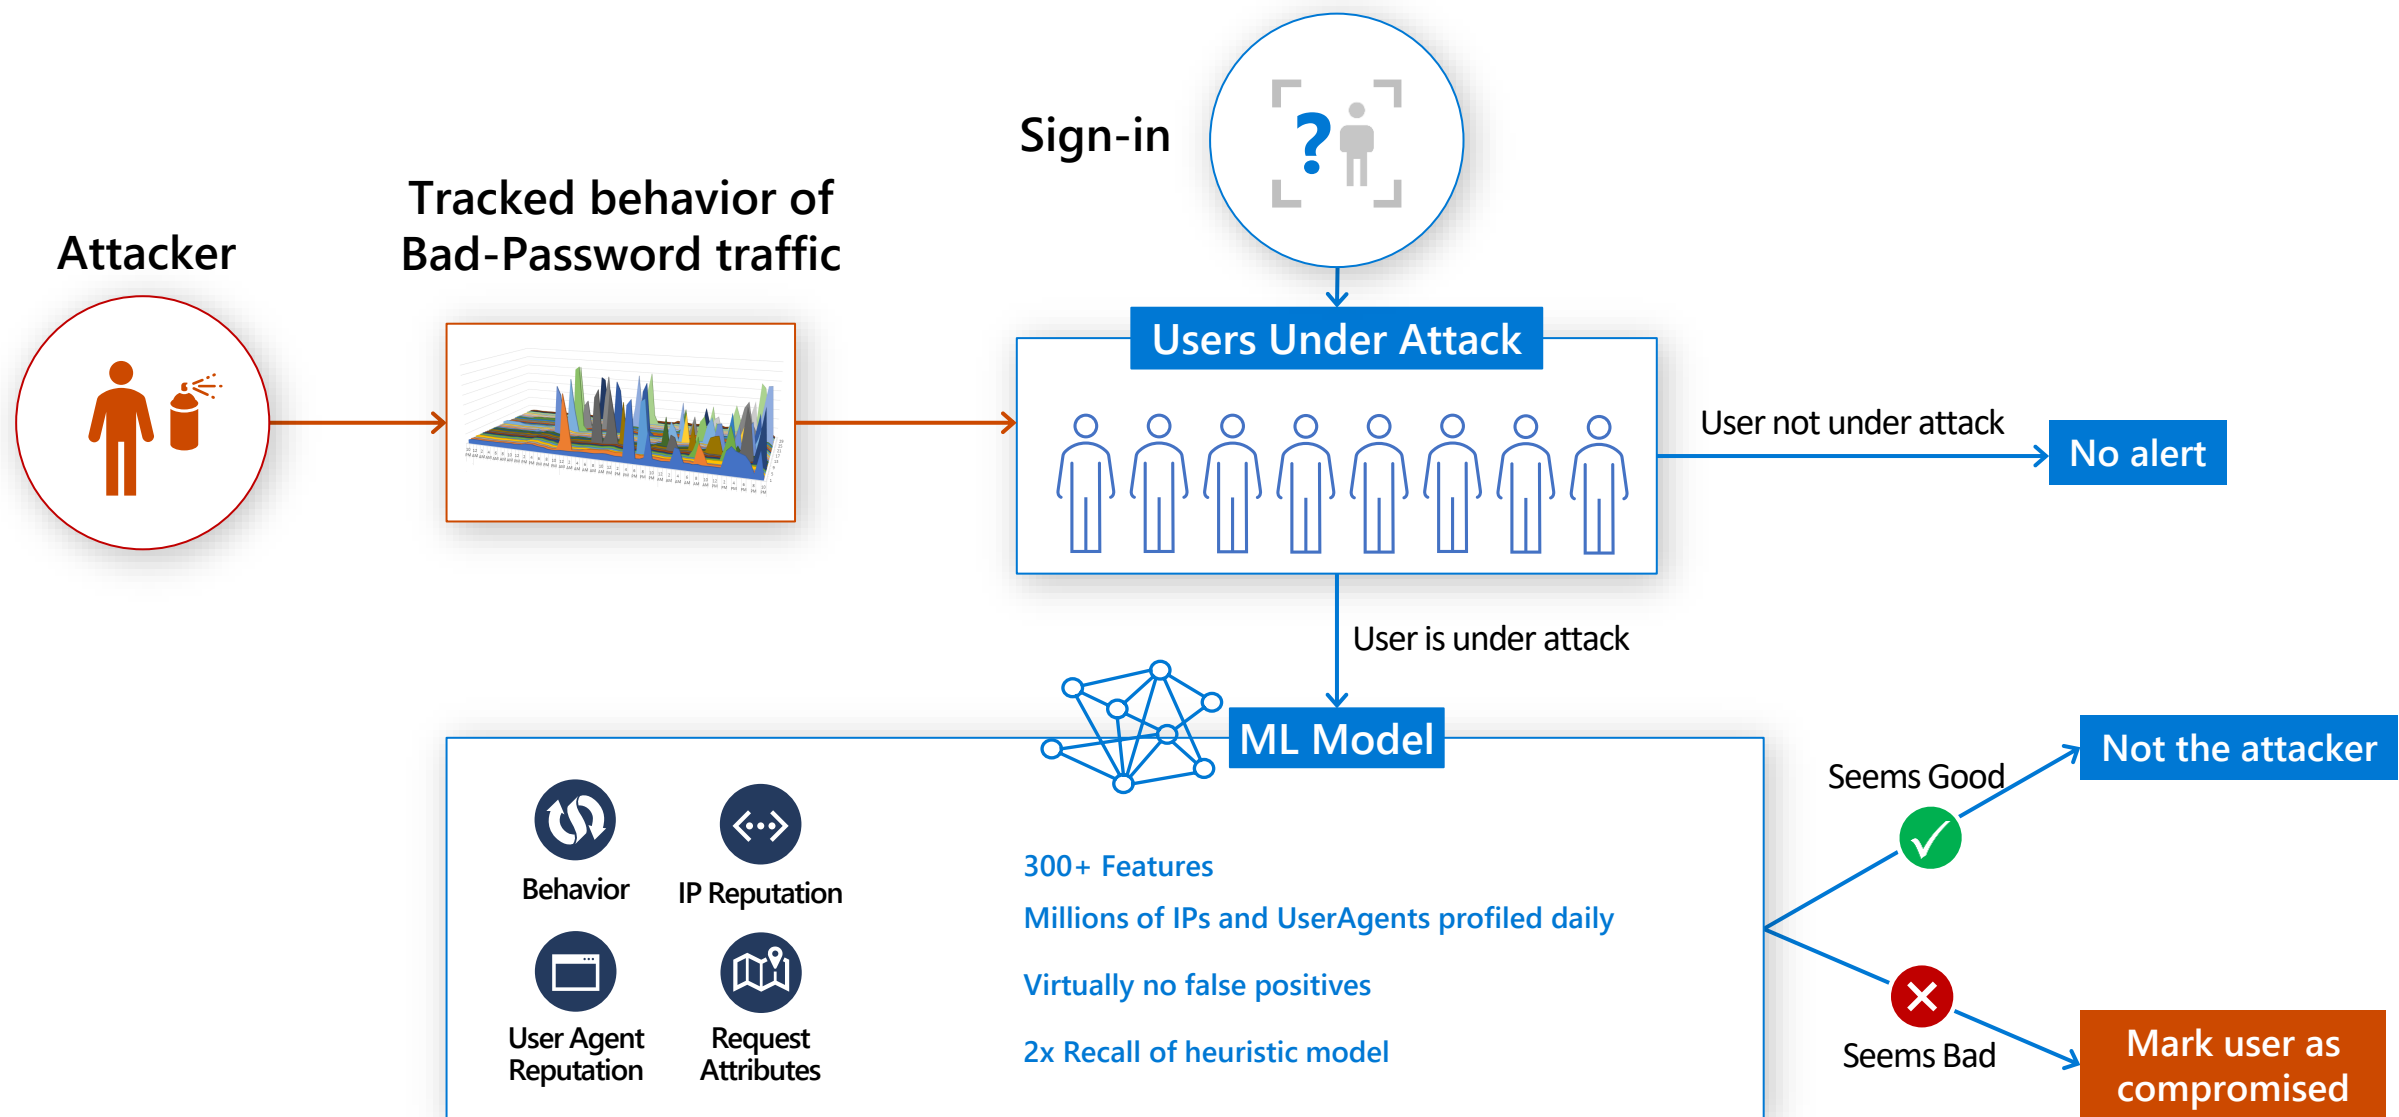 Sign-in
Tracked behavior of
Bad-Password traffic
Attacker
Users Under Attack
User not under attack
No alert
User is under attack
ML Model
Not the attacker
Seems Good
Behavior
IP Reputation
300+ Features
Millions of IPs and UserAgents profiled daily
Virtually no false positives
User Agent
Reputation
Request
Attributes
2x Recall of heuristic model
Seems Bad
Mark user as
compromised